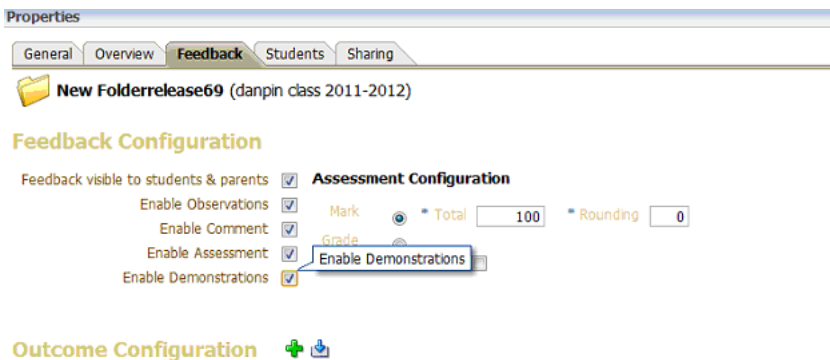 Properties
General Overview Feedback Students Sharing
New Folderrelease69 (danpin class 2011-2012)
Feedback Configuration
Feedback visible to students & parents Assessment Configuration
Enable Observations
Mark * Total 100 * Rounding 0
Enable Comment
Grade
Enable Assessment
Enable Demonstrations
Enable Demonstrations
Outcome Configuration